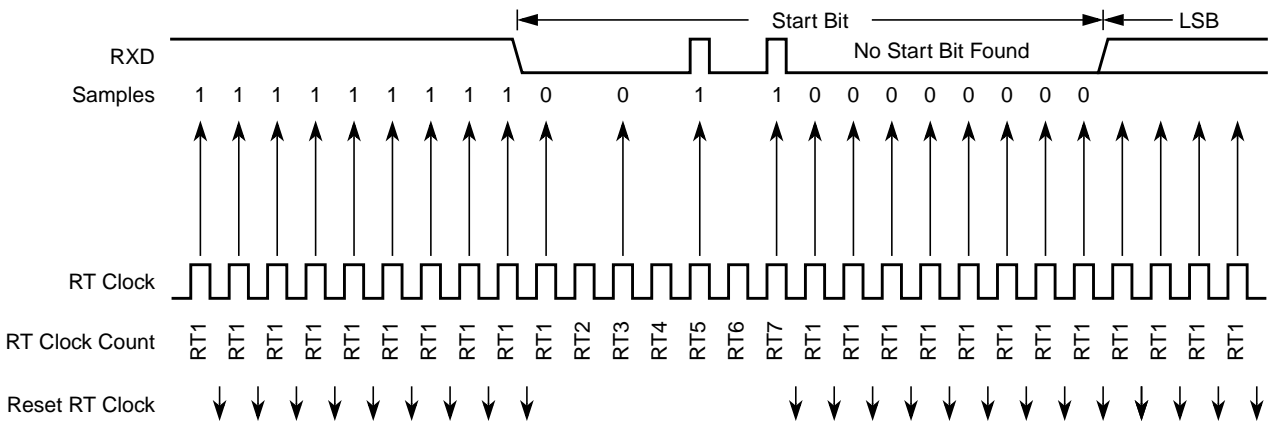 Start Bit LSB
RXD No Start Bit Found
Samples 1 1 1 1 1 1 1 1 1 0 0 1 1 0 0 0 0 0 0 0 0
RT Clock
RT Clock Count RT1 RT1 RT1 RT1 RT1 RT1 RT1 RT1 RT1 RT1 RT2 RT3 RT4 RT5 RT6 RT7 RT1 RT1 RT1 RT1 RT1 RT1 RT1 RT1 RT1 RT1 RT1 RT1
Reset RT Clock